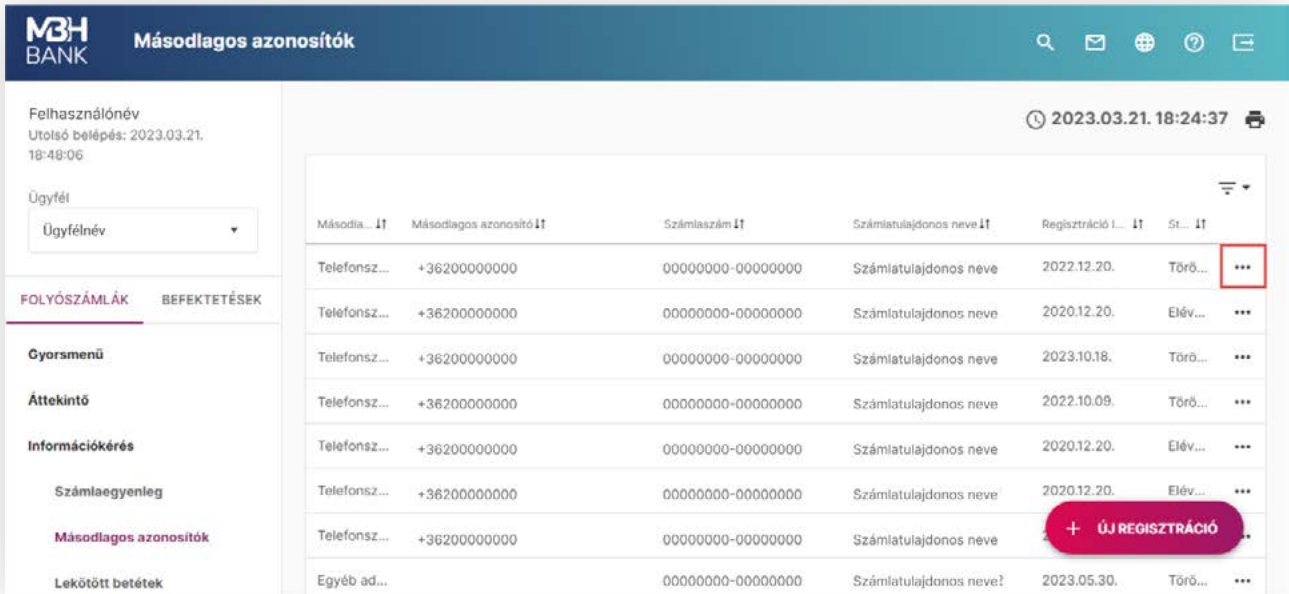 MBH
BANK
Másodlagos azonosítók
Felhasználónév
Utolsó belépés: 2023.03.21.
18:48:06
Ügyfél
Ügyfélnév
FOLYÓSZÁMLÁK BEFEKTETÉSEK
Gyorsmenü
Áttekintő
Információkérés
Számlaegyenleg
Másodlagos azonosítók
Lekötött betétek
2023.03.21. 18:24:37
Másodla... Másodlagos azonosító Számlaszám Számlatulajdonos neve Regisztráció l... St...
Telefonsz... +36200000000 00000000-00000000 Számlatulajdonos neve 2022.12.20. Törö... •••
Telefonsz... +36200000000 00000000-00000000 Számlatulajdonos neve 2020.12.20. Elév... •••
Telefonsz... +36200000000 00000000-00000000 Számlatulajdonos neve 2023.10.18. Törö... •••
Telefonsz... +36200000000 00000000-00000000 Számlatulajdonos neve 2022.10.09. Törö... •••
Telefonsz... +36200000000 00000000-00000000 Számlatulajdonos neve 2020.12.20. Elév... •••
Telefonsz... +36200000000 00000000-00000000 Számlatulajdonos neve 2020.12.20. Elév... •••
Telefonsz... +36200000000 00000000-00000000 Számlatulajdonos neve
+ ÚJ REGISZTRÁCIÓ
Egyéb ad... 00000000-00000000 Számlatulajdonos neve2 2023.05.30. Törö... •••